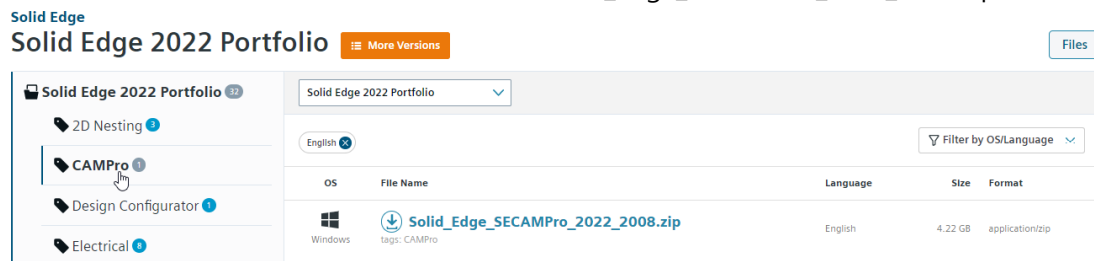 Solid Edge
Solid Edge 2022 Portfolio
More Versions
Files
Solid Edge 2022 Portfolio 32
2D Nesting 3
CAMPro 1
Design Configurator 1
Electrical 8
Solid Edge 2022 Portfolio
English
Filter by OS/Language
OS File Name Language Size Format
Solid_Edge_SECAMPro_2022_2008.zip
Windows tags: CAMPro English 4.22 GB application/zip